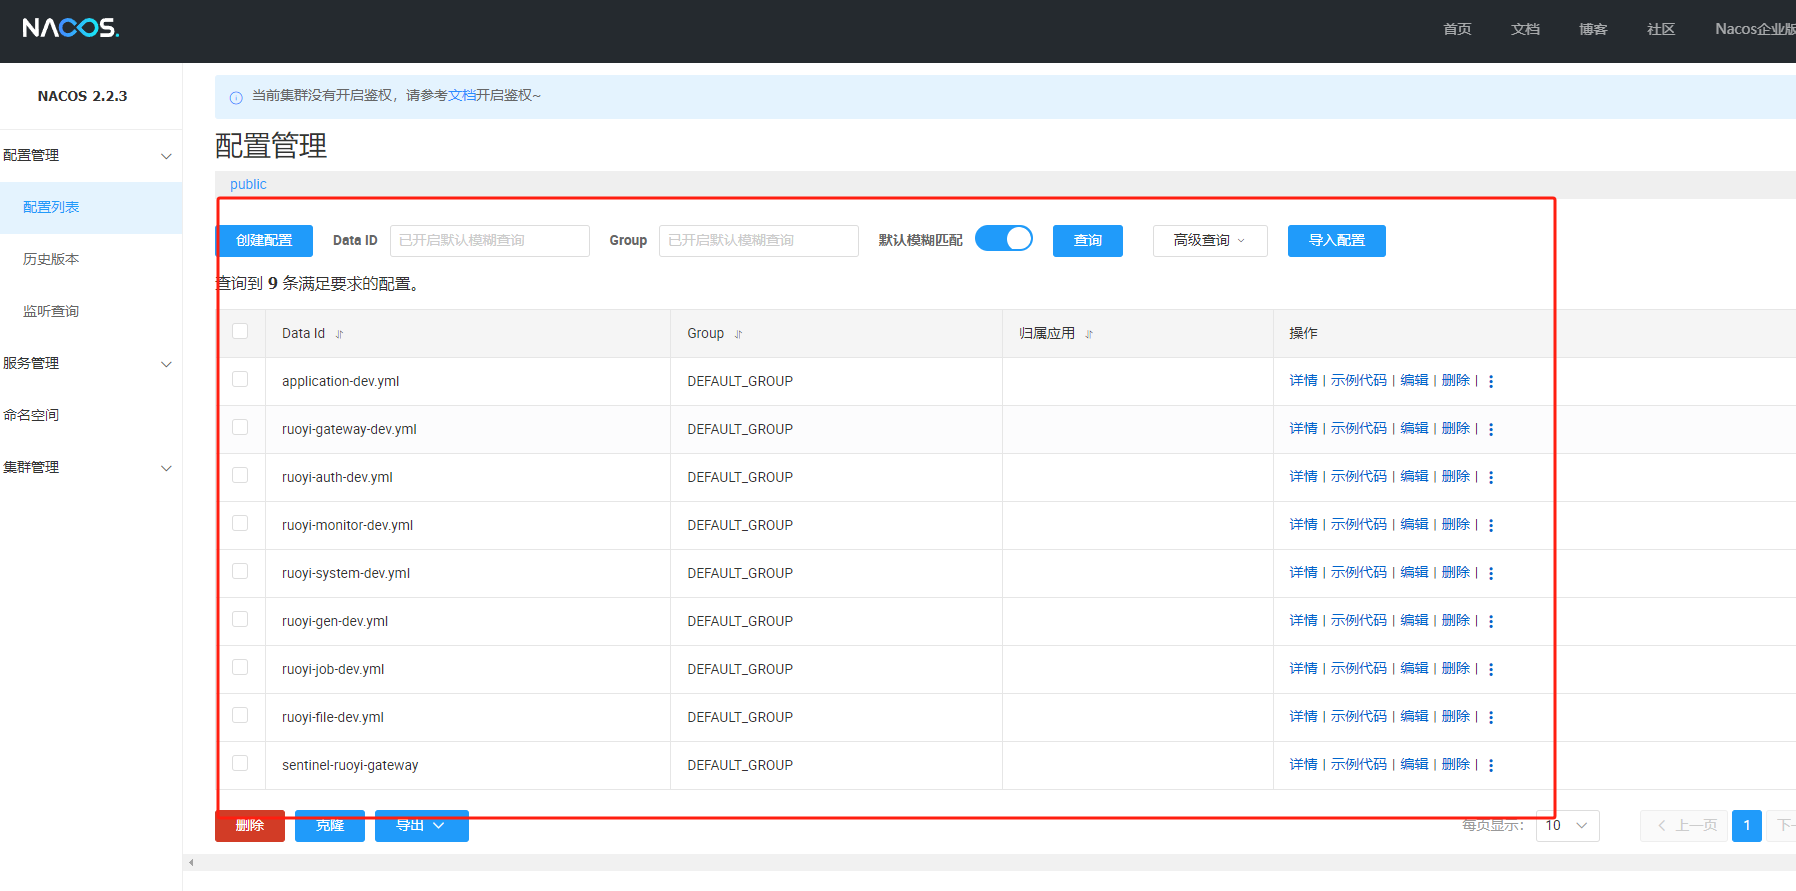 NACOS.
首页 文档 博客 社区 Nacos企业版
NACOS 2.2.3
配置管理
配置列表
历史版本
监听查询
服务管理
命名空间
集群管理
当前集群没有开启鉴权，请参考文档开启鉴权~
配置管理
public
创建配置 Data ID 已开启默认模糊查询 Group 已开启默认模糊查询 默认模糊匹配 查询 高级查询 导入配置
查询到 9 条满足要求的配置。
Data Id Group 归属应用 操作
application-dev.yml DEFAULT_GROUP 详情 | 示例代码 | 编辑 | 删除 |
ruoyi-gateway-dev.yml DEFAULT_GROUP 详情 | 示例代码 | 编辑 | 删除 |
ruoyi-auth-dev.yml DEFAULT_GROUP 详情 | 示例代码 | 编辑 | 删除 |
ruoyi-monitor-dev.yml DEFAULT_GROUP 详情 | 示例代码 | 编辑 | 删除 |
ruoyi-system-dev.yml DEFAULT_GROUP 详情 | 示例代码 | 编辑 | 删除 |
ruoyi-gen-dev.yml DEFAULT_GROUP 详情 | 示例代码 | 编辑 | 删除 |
ruoyi-job-dev.yml DEFAULT_GROUP 详情 | 示例代码 | 编辑 | 删除 |
ruoyi-file-dev.yml DEFAULT_GROUP 详情 | 示例代码 | 编辑 | 删除 |
sentinel-ruoyi-gateway DEFAULT_GROUP 详情 | 示例代码 | 编辑 | 删除 |
删除 克隆 导出 每页显示: 10 上一页 1 下一